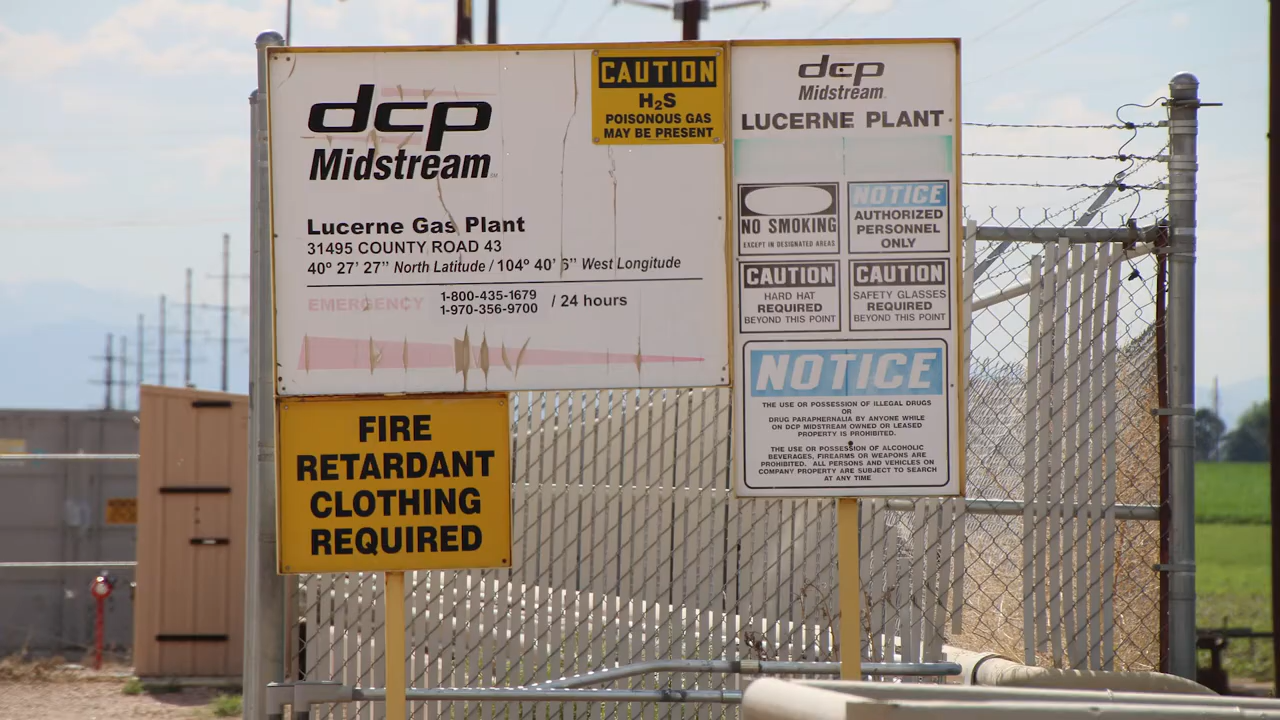 dcp
Midstream
CAUTION
H₂S
POISONOUS GAS
MAY BE PRESENT
Lucerne Gas Plant
31495 COUNTY ROAD 43
40º 27' 27" North Latitude / 104º 40' 6" West Longitude
EMERGENCY 1-800-435-1679 / 24 hours
1-970-356-9700
FIRE
RETARDANT
CLOTHING
REQUIRED
dcp
Midstream
LUCERNE PLANT
NO SMOKING
EXCEPT IN DESIGNATED AREAS
NOTICE
AUTHORIZED
PERSONNEL
ONLY
CAUTION
HARD HAT
REQUIRED
BEYOND THIS POINT
CAUTION
SAFETY GLASSES
REQUIRED
BEYOND THIS POINT
NOTICE
THE USE OR POSSESSION OF ILLEGAL DRUGS
OR
DRUG PARAPHERNALIA BY ANYONE WHILE
ON DCP MIDSTREAM OWNED OR LEASED
PROPERTY IS PROHIBITED.
THE USE OR POSSESSION OF ALCOHOLIC
BEVERAGES, FIREARMS OR WEAPONS ARE
PROHIBITED. ALL PERSONS AND VEHICLES ON
COMPANY PROPERTY ARE SUBJECT TO SEARCH
AT ANY TIME